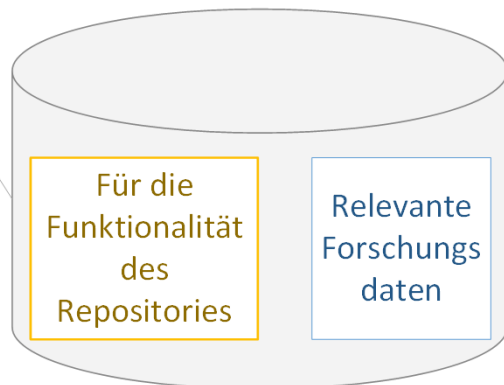 Für die
Funktionalität
des
Repositories
Relevante
Forschungs
daten